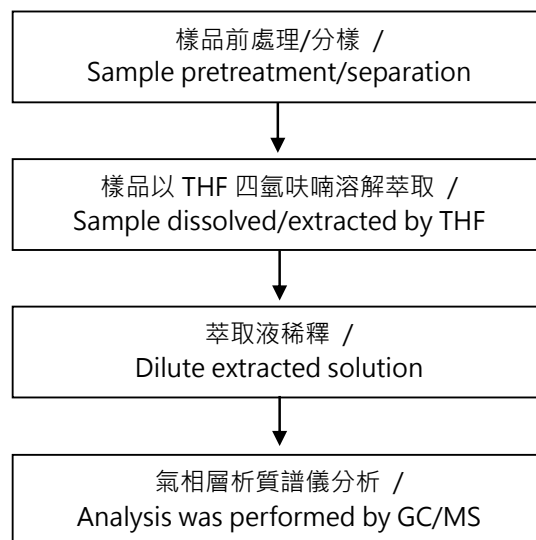 樣品前處理/分樣 /
Sample pretreatment/separation
樣品以 THF 四氫呋喃溶解萃取 /
Sample dissolved/extracted by THF
萃取液稀釋 /
Dilute extracted solution
氣相層析質譜儀分析 /
Analysis was performed by GC/MS